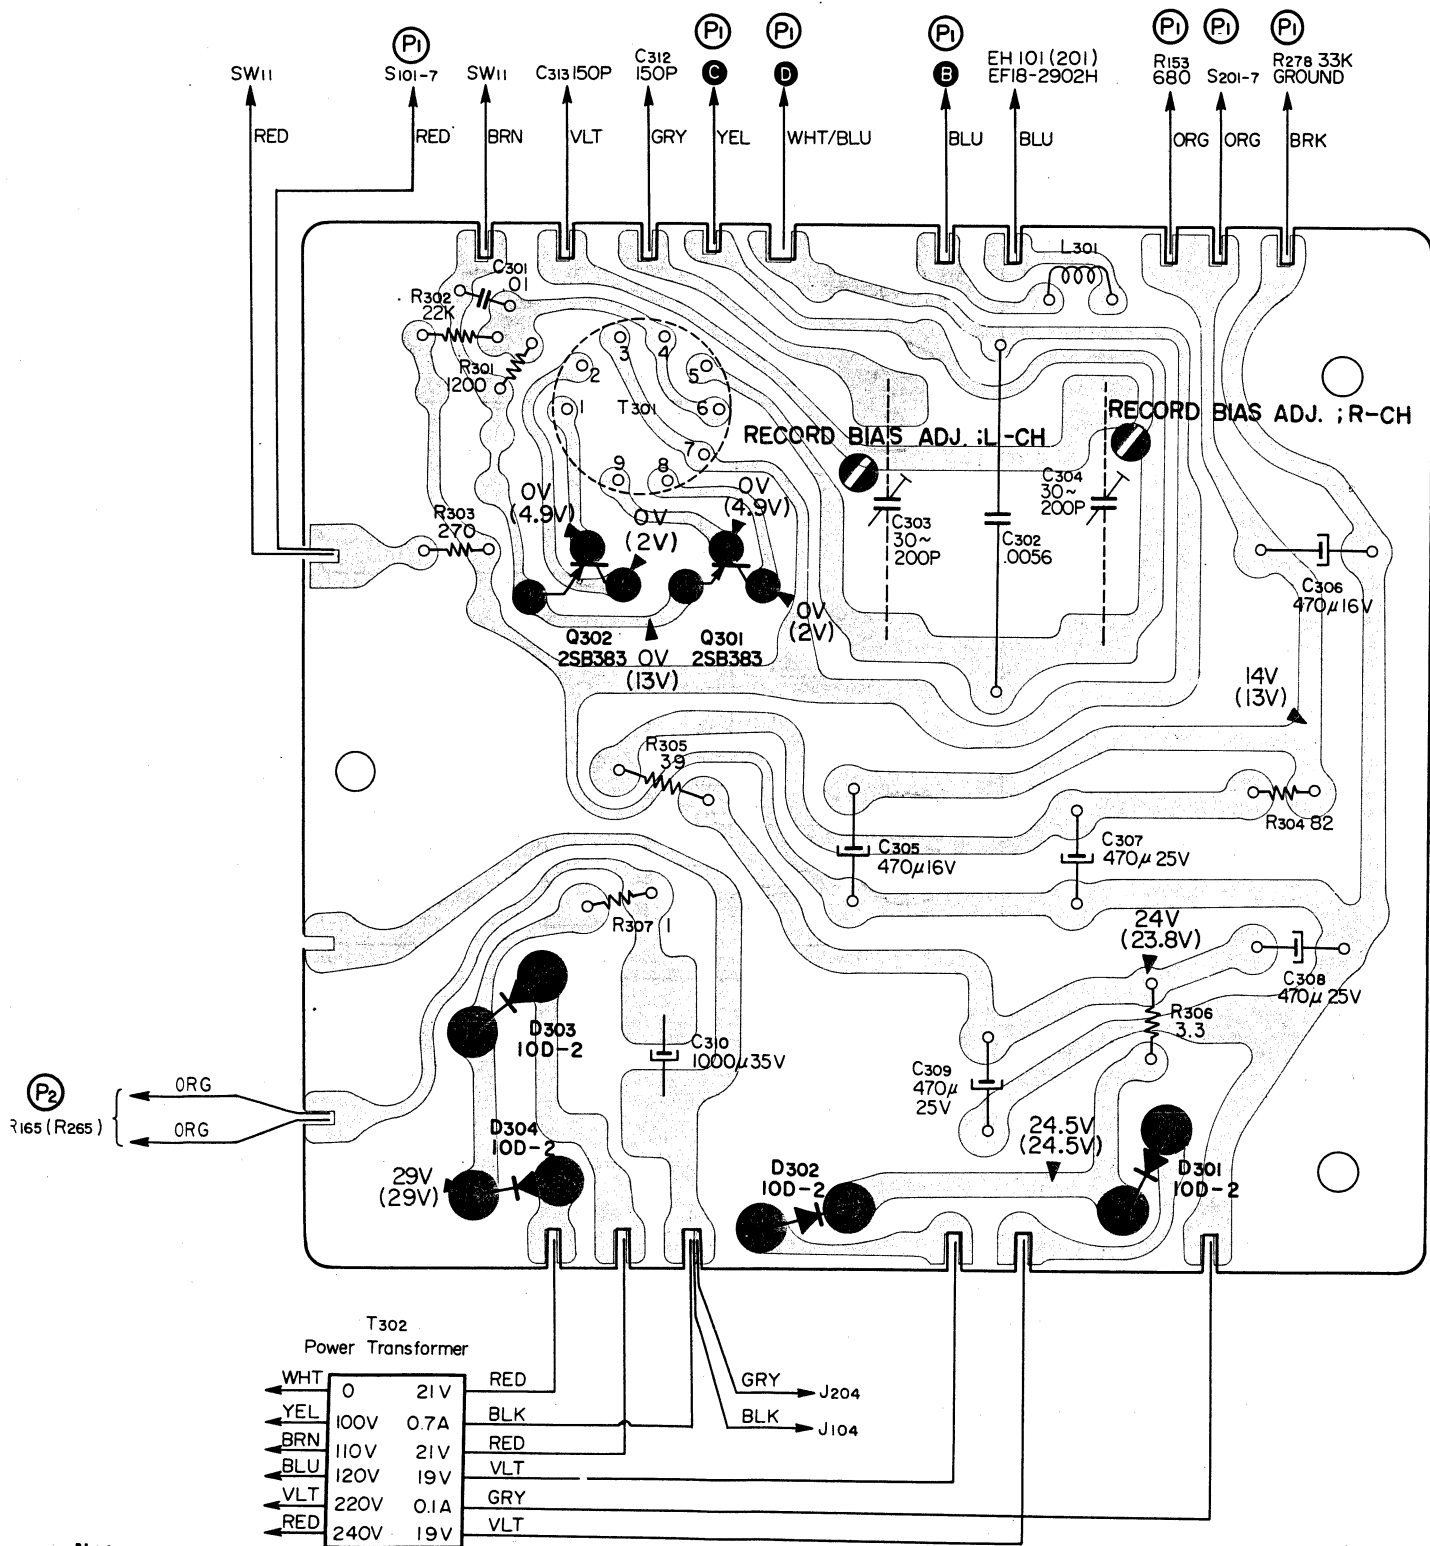 P1 P1 P1 P1 P1 P1 P1
SW11
S101-7
SW11
C313 150P
C312
150P
C
D
B
EH 101 (201)
EF18-2902H
R153
680
S201-7
R278 33K
GROUND
RED
RED
BRN
VLT
GRY
YEL
WHT/BLU
BLU
BLU
ORG
ORG
BRK
L301
C301
.01
R302
22K
R301
1200
1
2
3
4
5
6
7
8
9
T301
RECORD BIAS ADJ. ; L-CH
RECORD BIAS ADJ. ; R-CH
R303
270
0V
(4.9V)
0V
(2V)
0V
(4.9V)
0V
(2V)
C303
30~
200P
C302
.0056
C304
30~
200P
C306
470μ16V
Q302
2SB383
0V
(13V)
Q301
2SB383
14V
(13V)
R305
39
R304 82
C305
470μ16V
C307
470μ 25V
R307 1
24V
(23.8V)
C308
470μ 25V
D303
10D-2
C310
1000μ35V
R306
3.3
C309
470μ
25V
P2
R165 (R265)
ORG
ORG
D304
10D-2
29V
(29V)
D302
10D-2
24.5V
(24.5V)
D301
10D-2
T302
Power Transformer
WHT 0 21V RED
YEL 100V 0.7A BLK
BRN 110V 21V RED
BLU 120V 19V VLT
VLT 220V 0.1A GRY
RED 240V 19V VLT
GRY J204
BLK J104